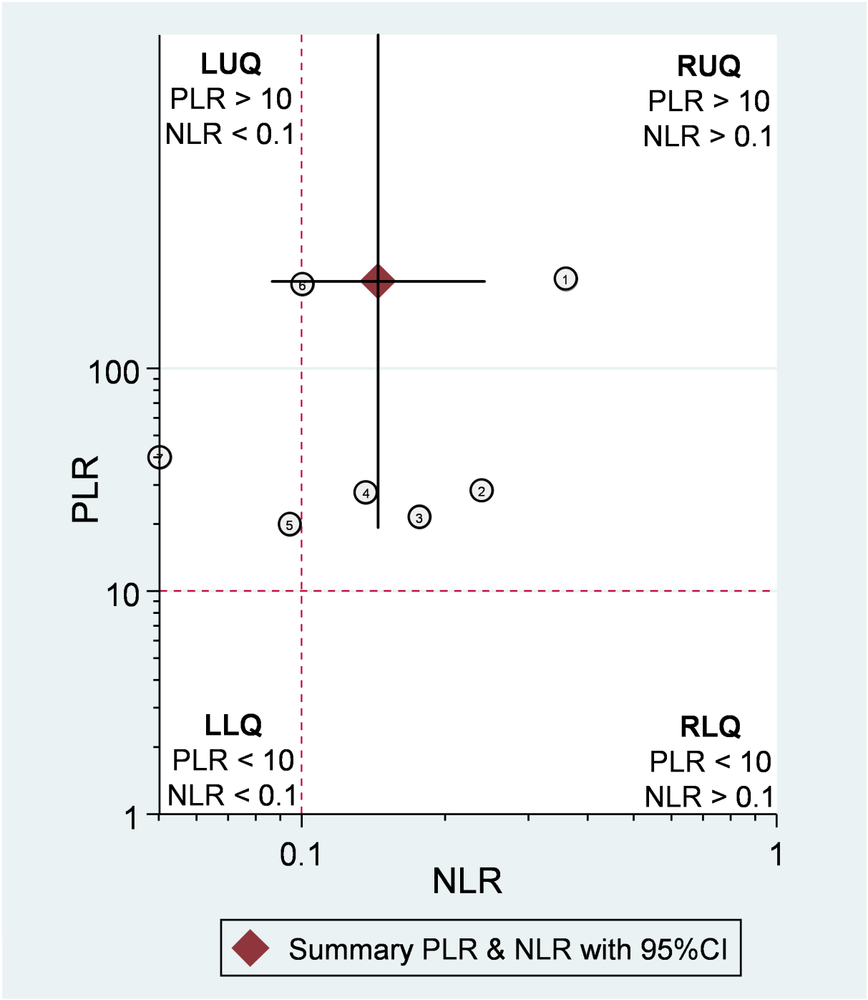 LUQ
PLR > 10
NLR < 0.1
RUQ
PLR > 10
NLR > 0.1
6
1
100
7
PLR
4
2
3
5
10
LLQ
PLR < 10
NLR < 0.1
RLQ
PLR < 10
NLR > 0.1
1
0.1
1
NLR
Summary PLR & NLR with 95%CI